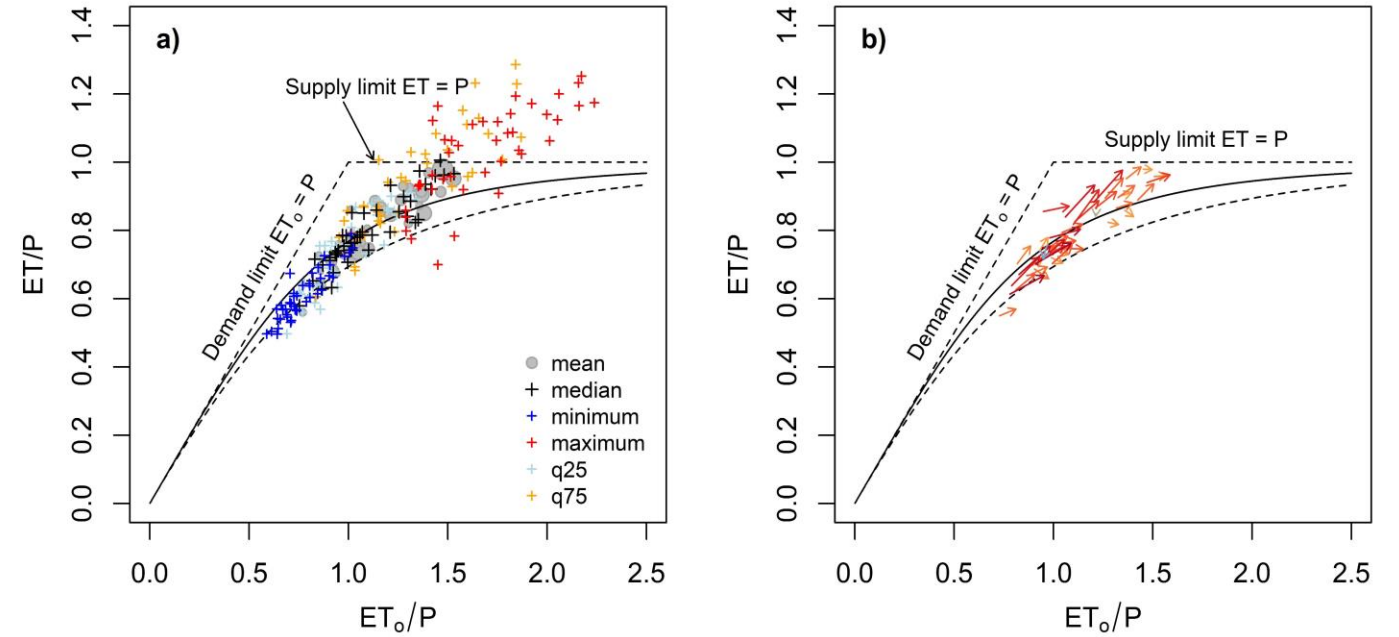 a)
Supply limit ET = P
Demand limit ETₒ = P
ET/P
0.0 0.2 0.4 0.6 0.8 1.0 1.2 1.4
mean
median
minimum
maximum
q25
q75
0.0 0.5 1.0 1.5 2.0 2.5
ETₒ/P
b)
Supply limit ET = P
Demand limit ETₒ = P
ET/P
0.0 0.2 0.4 0.6 0.8 1.0 1.2 1.4
0.0 0.5 1.0 1.5 2.0 2.5
ETₒ/P